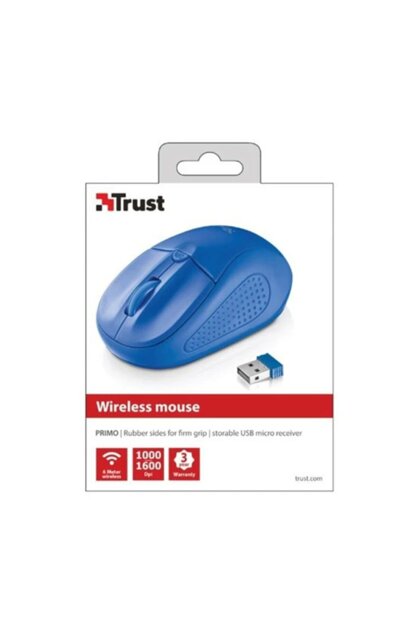 Trust
Wireless mouse
PRIMO | Rubber sides for firm grip | storable USB micro receiver
6 Meter
wireless
1000
1600
Dpi
3
Warranty
trust.com